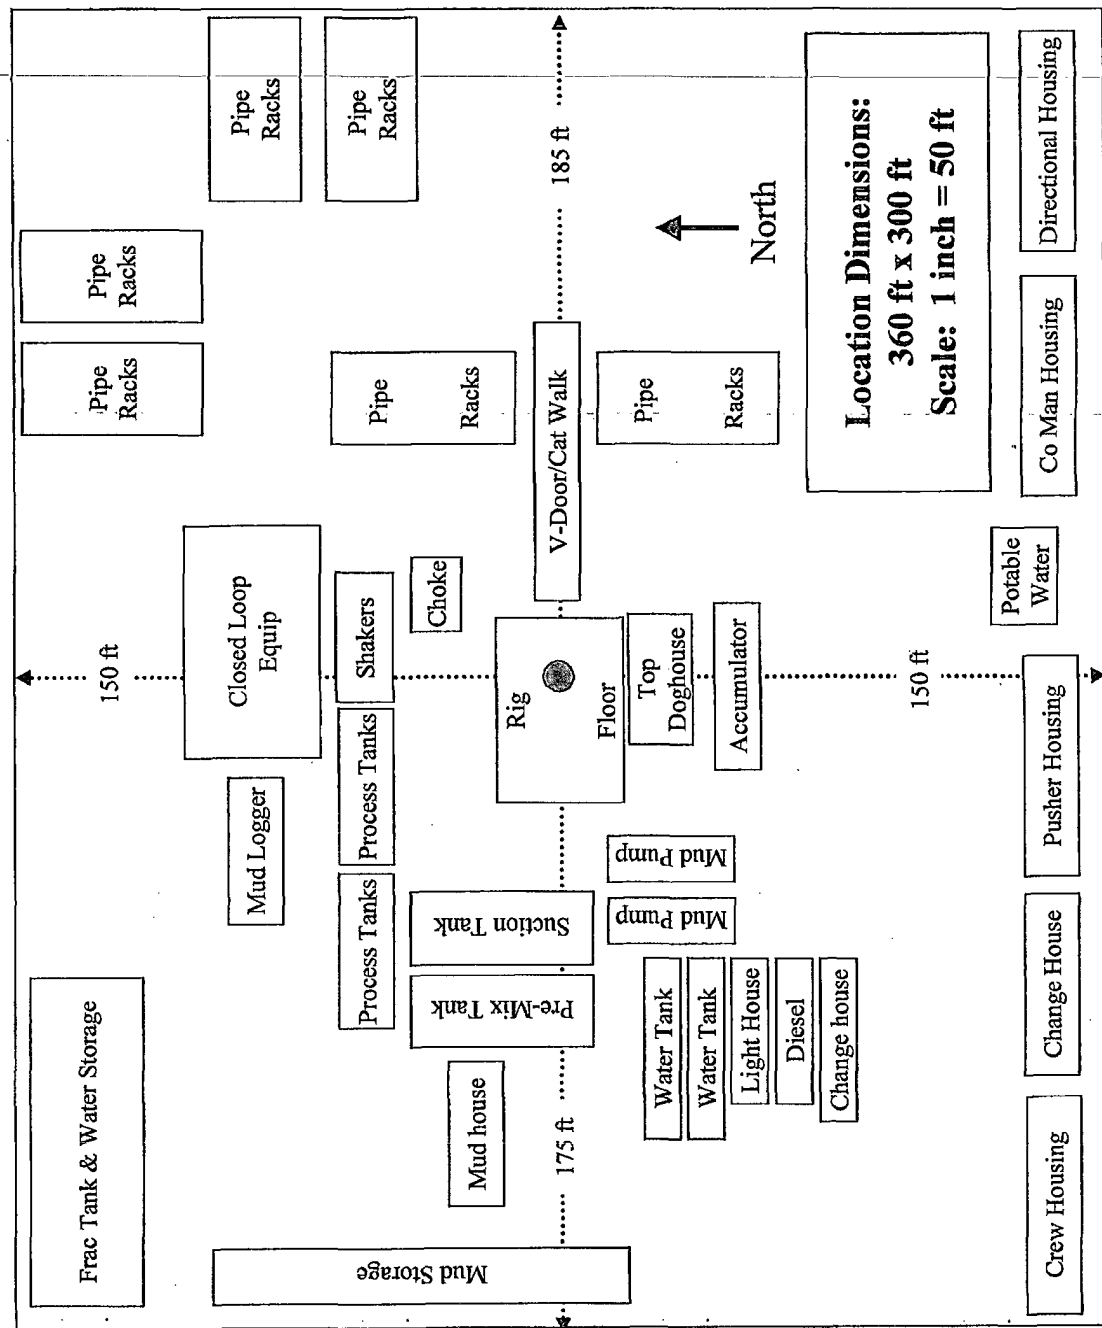 Frac Tank & Water Storage
Mud Logger
Closed Loop
Equip
150 ft
Pipe
Racks
Pipe
Racks
Pipe
Racks
Pipe
Racks
Process Tanks
Process Tanks
Shakers
Choke
Mud Storage
Mud house
Pre-Mix Tank
Suction Tank
Rig
Floor
Pipe
Racks
V-Door/Cat Walk
Pipe
Racks
175 ft
185 ft
Mud Pump
Mud Pump
Top
Doghouse
Accumulator
Water Tank
Water Tank
Light House
Diesel
Change house
North
150 ft
Location Dimensions:
360 ft x 300 ft
Scale: 1 inch = 50 ft
Crew Housing
Change House
Pusher Housing
Potable
Water
Co Man Housing
Directional Housing